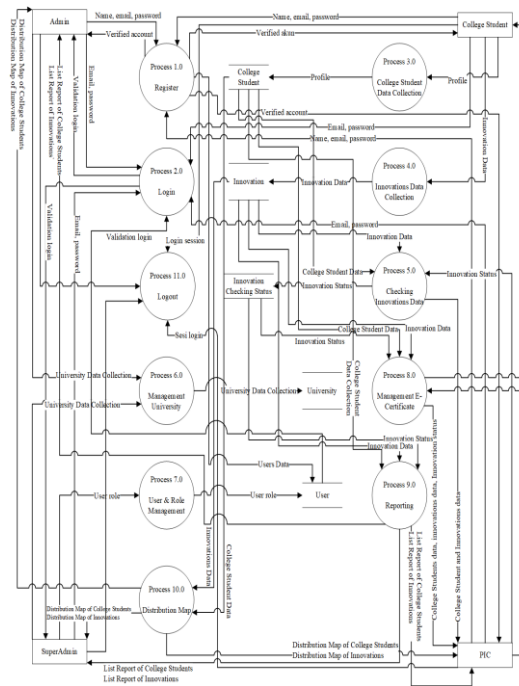 Admin
College Student
Name, email, password
Verified account
Name, email, password
Verified akun
Process 1.0
Register
College
Student
Profile
Process 3.0
College Student
Data Collection
Profile
Distribution Map of College Students
Distribution Map of Innovations
List Report of College Students
List Report of Innovations
Validation login
Email, password
Verified account
Email, password
Name, email, password
Innovation Data
Process 2.0
Login
Innovation
Innovation Data
Process 4.0
Innovations Data
Collection
Email, password
Validation login
Validation login
Email, password
Login session
Innovation Data
College Student Data
Process 5.0
Checking
Innovations Data
Innovation Status
Process 11.0
Logout
Innovation
Checking Status
Innovation Status
Sesi login
College Student Data
Innovation Data
Innovation Status
University Data Collection
Process 6.0
Management
University
University Data Collection
University
University Data Collection
College Student
Data Collection
Process 8.0
Management E-
Certificate
Innovation Status
Innovation Data
Users Data
User role
Process 7.0
User & Role
Management
User role
User
Process 9.0
Reporting
Innovations Data
College Student Data
List Report of College Students
List Report of Innovations
College Students data, innovations data, Innovation status
College Student and Innovations data
Process 10.0
Distribution Map
Distribution Map of College Students
Distribution Map of Innovations
Distribution Map of College Students
Distribution Map of Innovations
SuperAdmin
PIC
List Report of College Students
List Report of Innovations